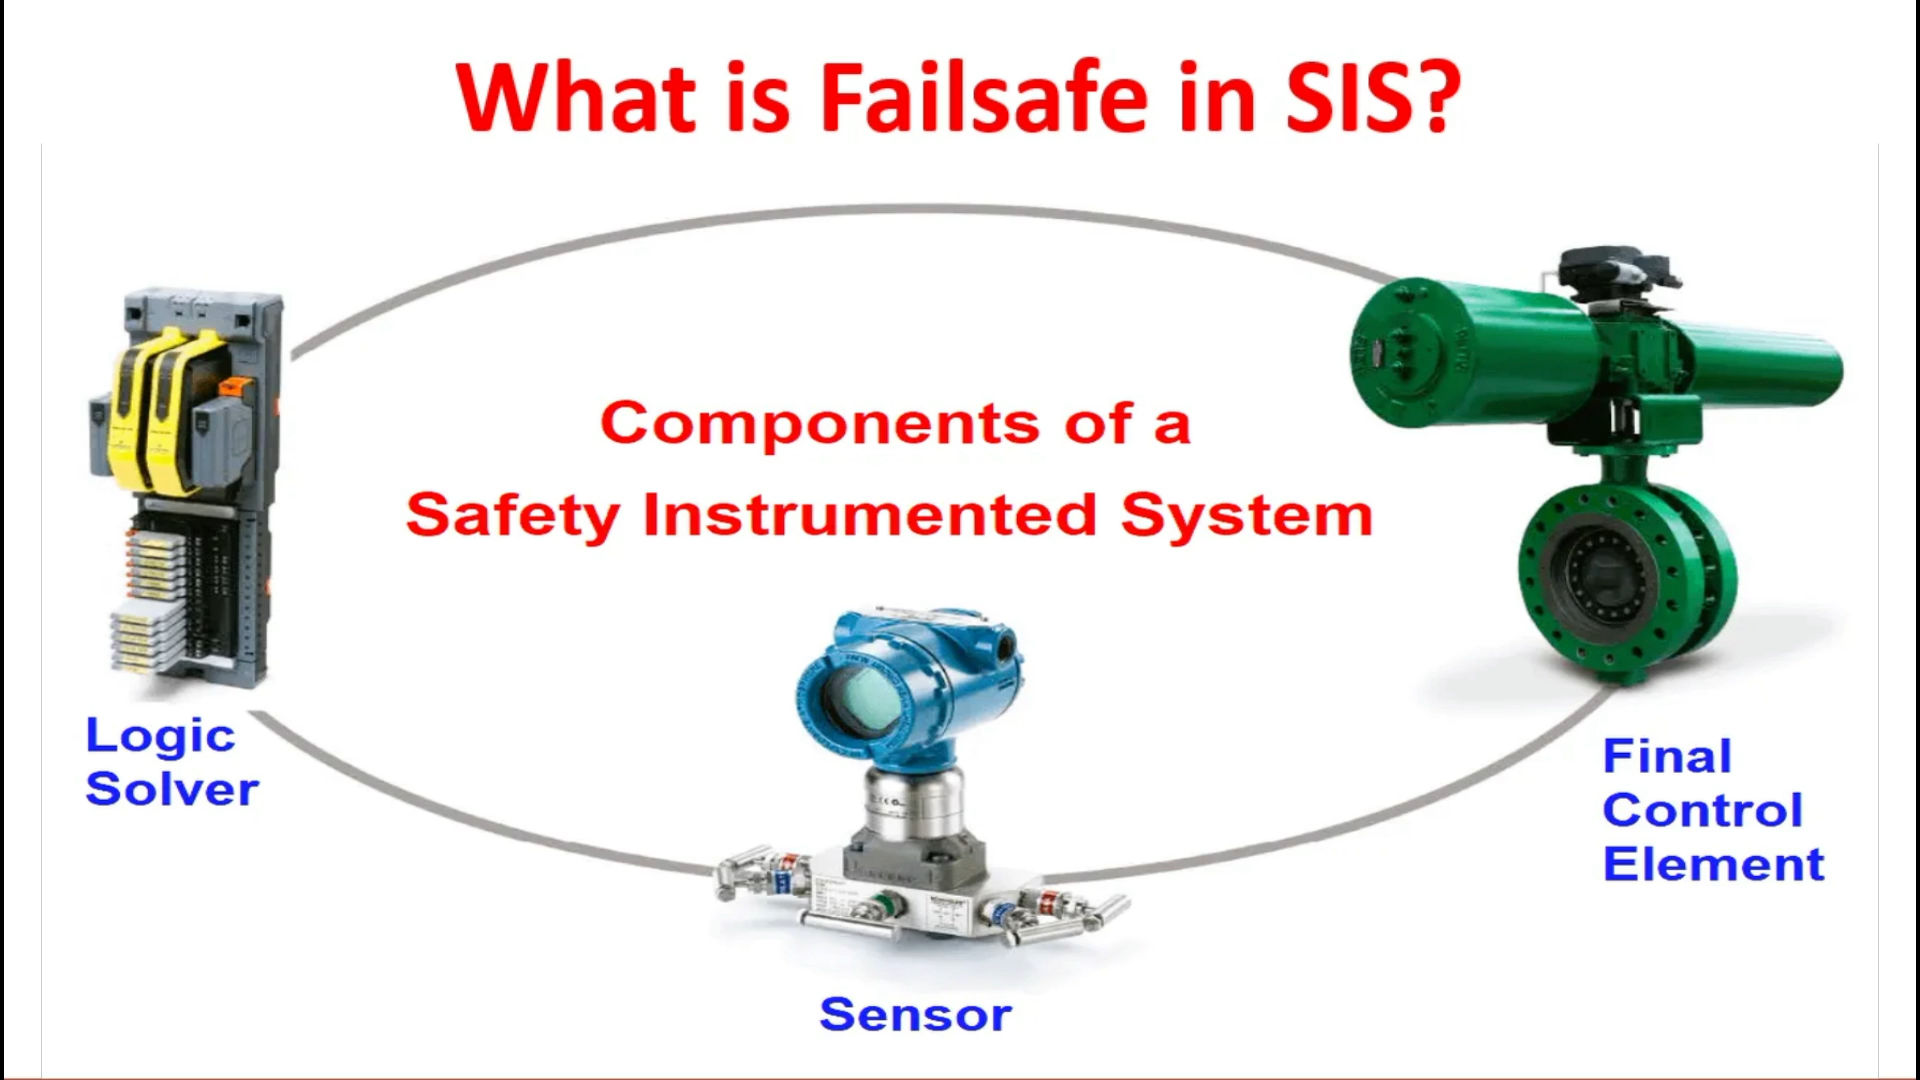 What is Failsafe in SIS?
Components of a
Safety Instrumented System
Logic
Solver
Final
Control
Element
Sensor